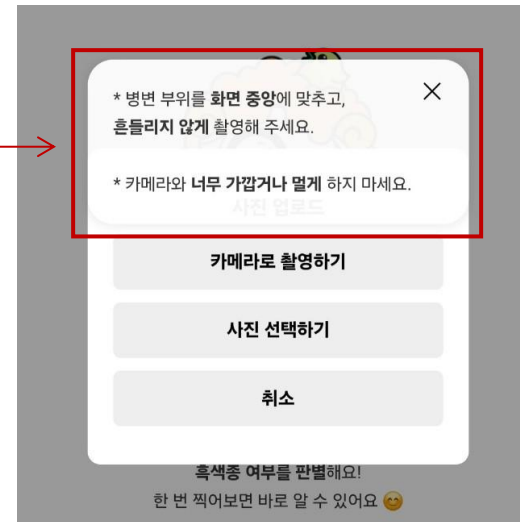 * 병변 부위를 화면 중앙에 맞추고,
흔들리지 않게 촬영해 주세요.
* 카메라와 너무 가깝거나 멀게 하지 마세요.
사진 업로드
카메라로 촬영하기
사진 선택하기
취소
흑색종 여부를 판별해요!
한 번 찍어보면 바로 알 수 있어요 😊